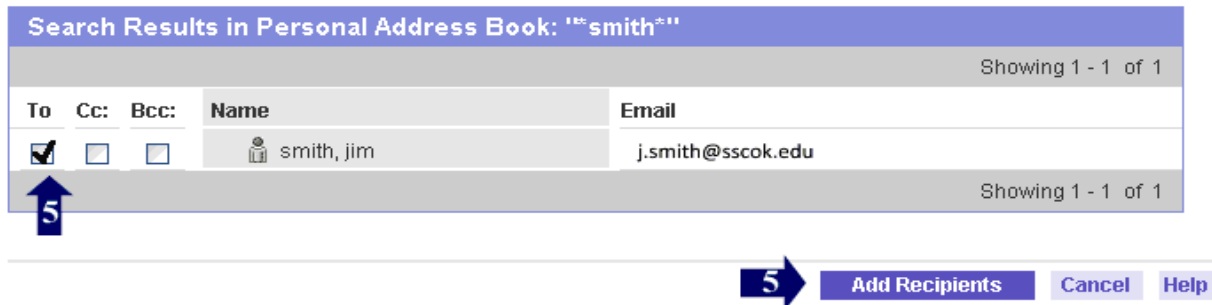 Search Results in Personal Address Book: "*smith*"
Showing 1 - 1 of 1
To Cc: Bcc: Name Email
smith, jim j.smith@sscok.edu
Showing 1 - 1 of 1
5
5 Add Recipients Cancel Help